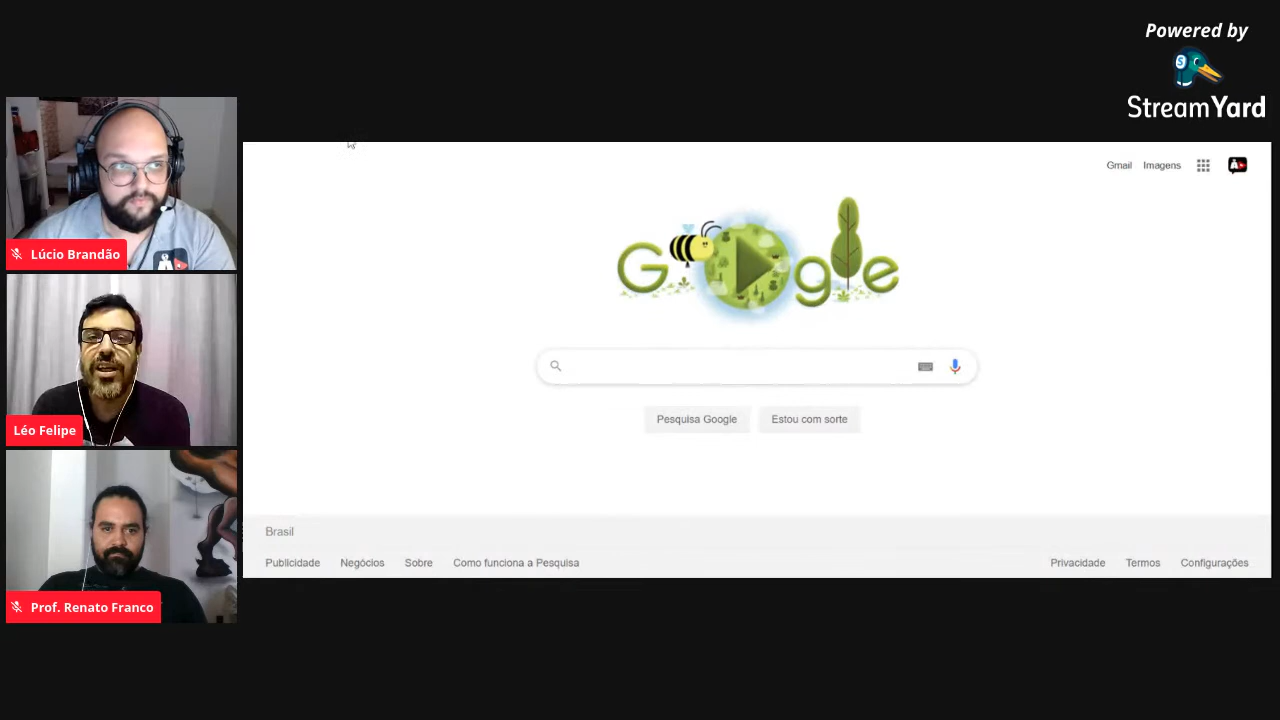 Powered by
StreamYard
Lúcio Brandão
Léo Felipe
Prof. Renato Franco
Gmail Imagens
Google
Pesquisa Google Estou com sorte
Brasil
Publicidade Negócios Sobre Como funciona a Pesquisa
Privacidade Termos Configurações